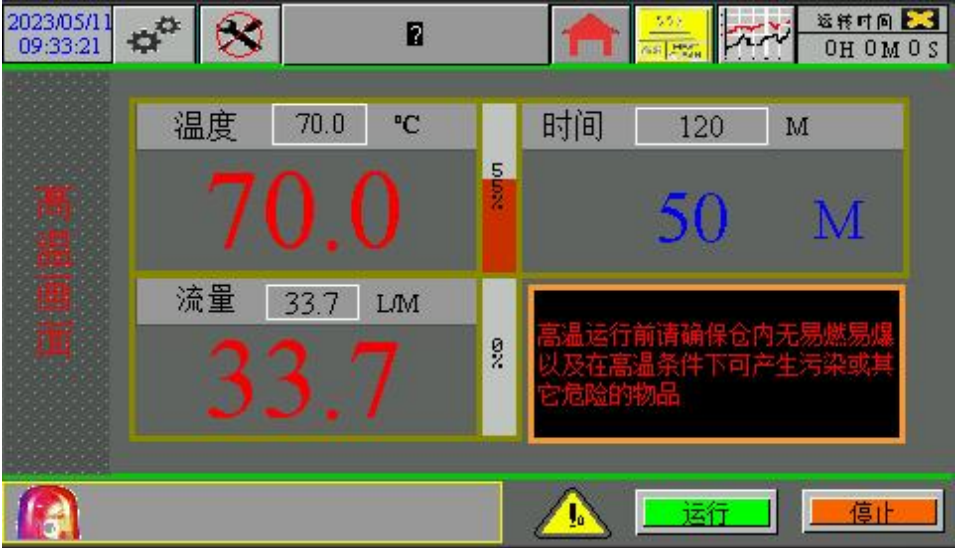 2023/05/11
09:33:21
?
运转时间
0H 0M 0S
温度 70.0 ℃
70.0
55%
时间 120 M
50 M
高温画面
流量 33.7 L/M
33.7
0%
高温运行前请确保仓内无易燃易爆
以及在高温条件下可产生污染或其
它危险的物品
运行
停止